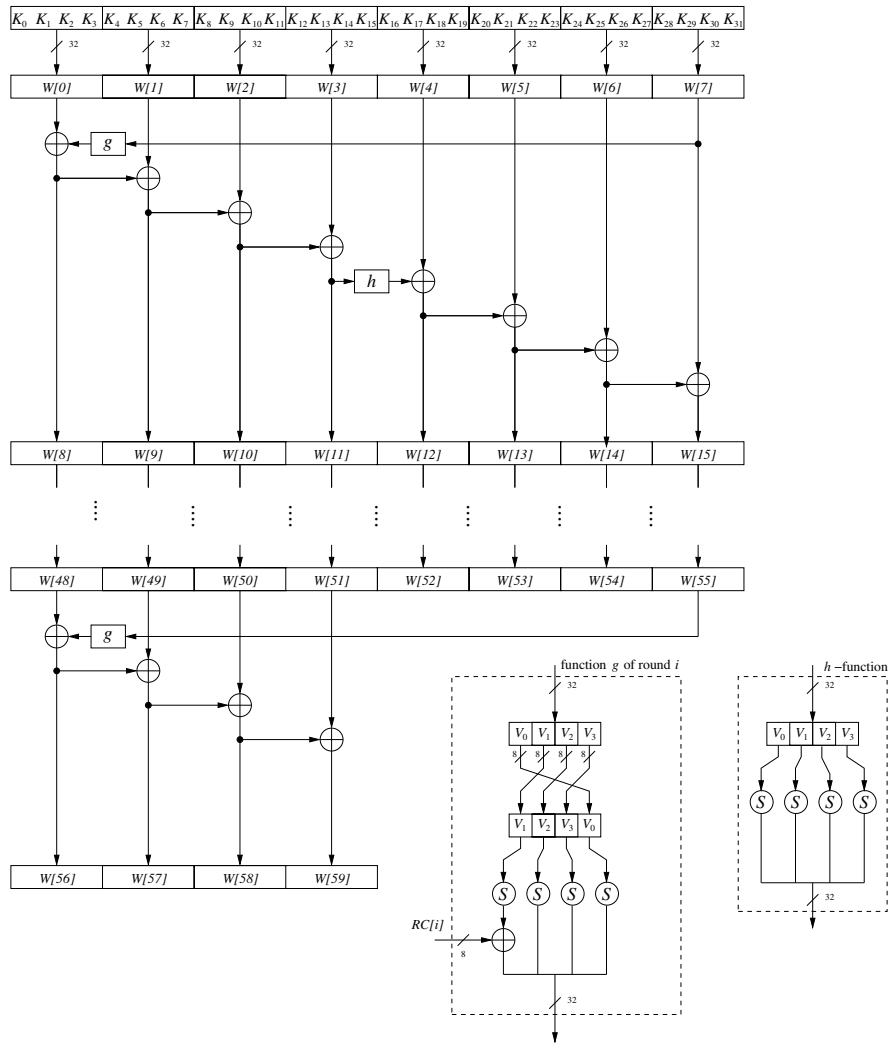 K₀ K₁ K₂ K₃ K₄ K₅ K₆ K₇ K₈ K₉ K₁₀ K₁₁ K₁₂ K₁₃ K₁₄ K₁₅ K₁₆ K₁₇ K₁₈ K₁₉ K₂₀ K₂₁ K₂₂ K₂₃ K₂₄ K₂₅ K₂₆ K₂₇ K₂₈ K₂₉ K₃₀ K₃₁
32 32 32 32 32 32 32 32
W[0] W[1] W[2] W[3] W[4] W[5] W[6] W[7]
g
h
W[8] W[9] W[10] W[11] W[12] W[13] W[14] W[15]
W[48] W[49] W[50] W[51] W[52] W[53] W[54] W[55]
g
W[56] W[57] W[58] W[59]
function g of round i
32
V₀ V₁ V₂ V₃
8 8 8 8
V₁ V₂ V₃ V₀
S S S S
RC[i]
8
32
h –function
32
V₀ V₁ V₂ V₃
S S S S
32